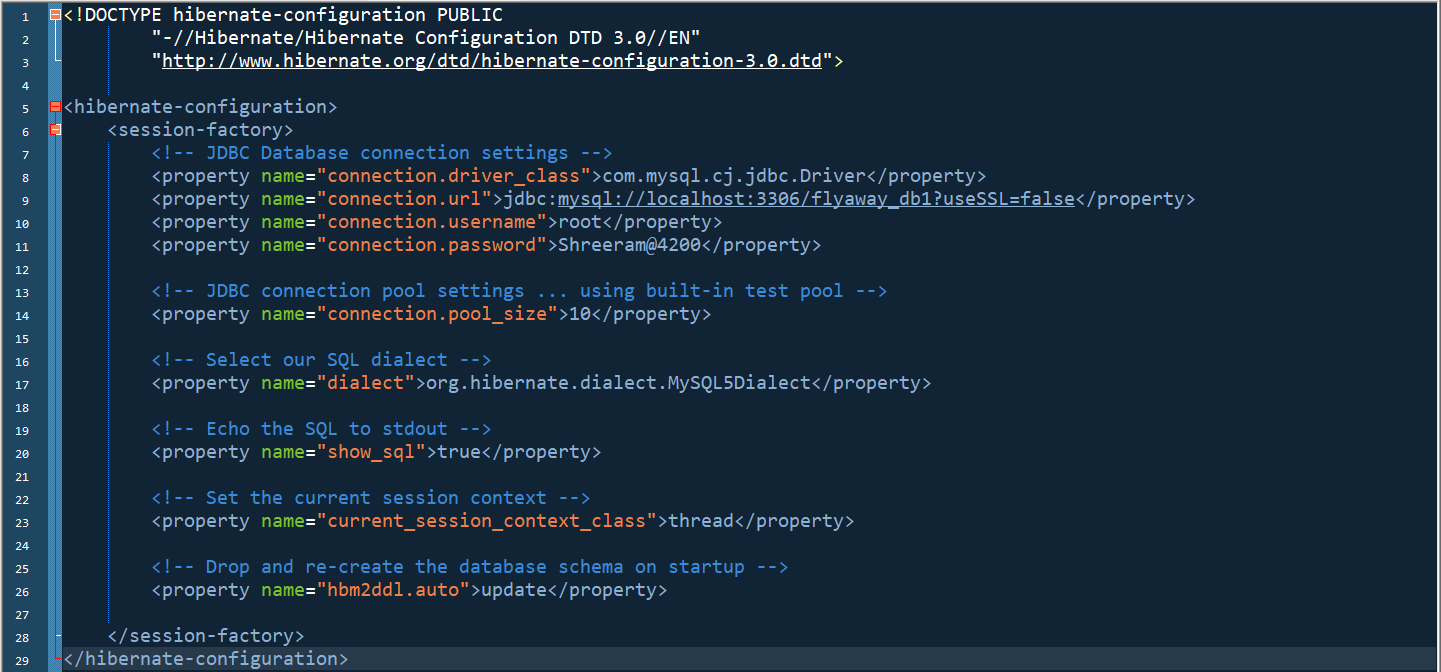 1 <!DOCTYPE hibernate-configuration PUBLIC
2 "-//Hibernate/Hibernate Configuration DTD 3.0//EN"
3 "http://www.hibernate.org/dtd/hibernate-configuration-3.0.dtd">
4
5 <hibernate-configuration>
6 <session-factory>
7 <!-- JDBC Database connection settings -->
8 <property name="connection.driver_class">com.mysql.cj.jdbc.Driver</property>
9 <property name="connection.url">jdbc:mysql://localhost:3306/flyaway_db1?useSSL=false</property>
10 <property name="connection.username">root</property>
11 <property name="connection.password">Shreeram@4200</property>
12
13 <!-- JDBC connection pool settings ... using built-in test pool -->
14 <property name="connection.pool_size">10</property>
15
16 <!-- Select our SQL dialect -->
17 <property name="dialect">org.hibernate.dialect.MySQL5Dialect</property>
18
19 <!-- Echo the SQL to stdout -->
20 <property name="show_sql">true</property>
21
22 <!-- Set the current session context -->
23 <property name="current_session_context_class">thread</property>
24
25 <!-- Drop and re-create the database schema on startup -->
26 <property name="hbm2ddl.auto">update</property>
27
28 </session-factory>
29 </hibernate-configuration>